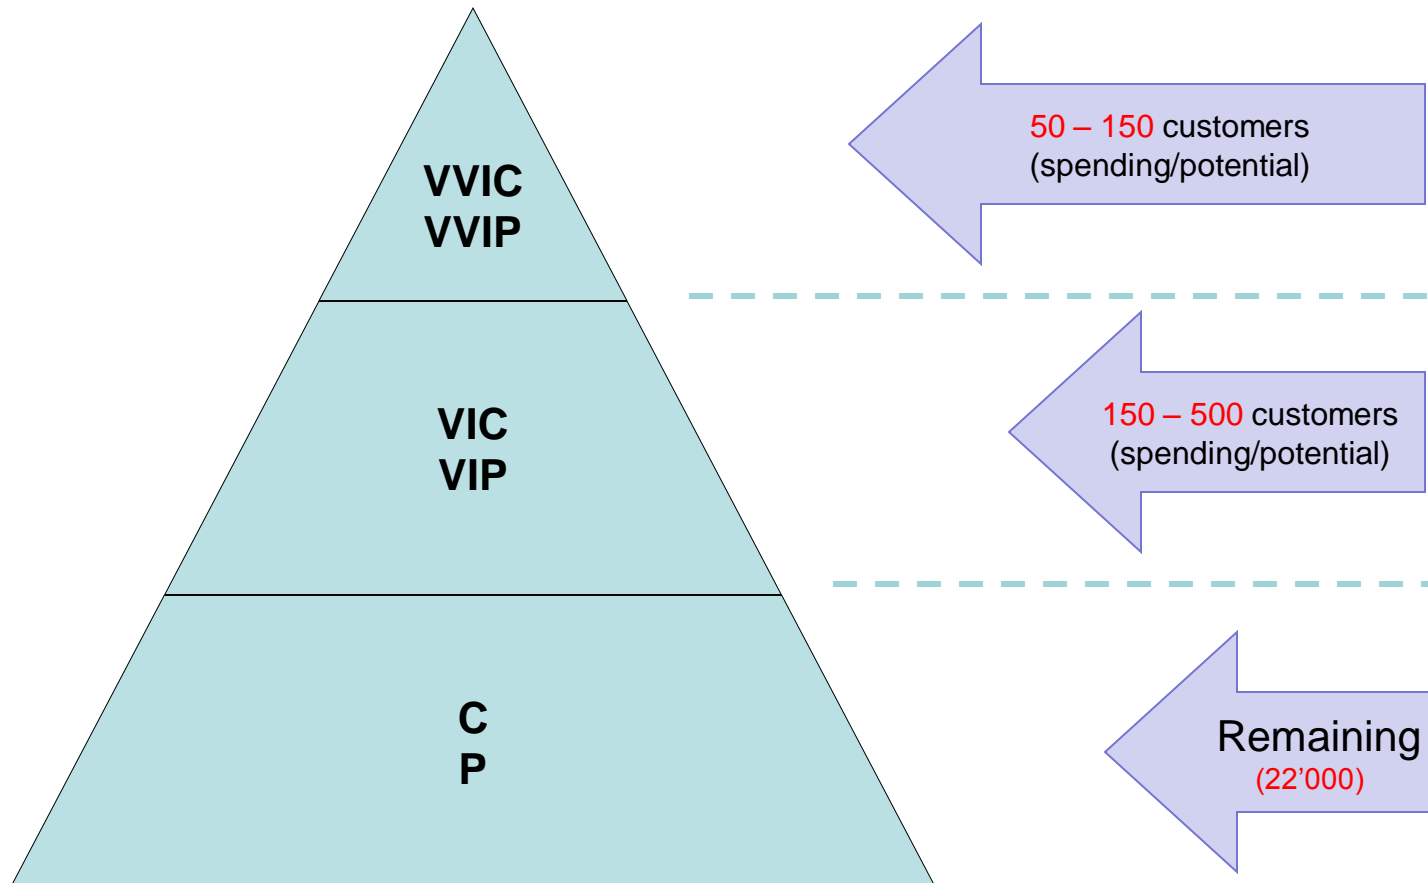 VVIC
VVIP
50 – 150 customers
(spending/potential)
VIC
VIP
150 – 500 customers
(spending/potential)
C
P
Remaining
(22’000)